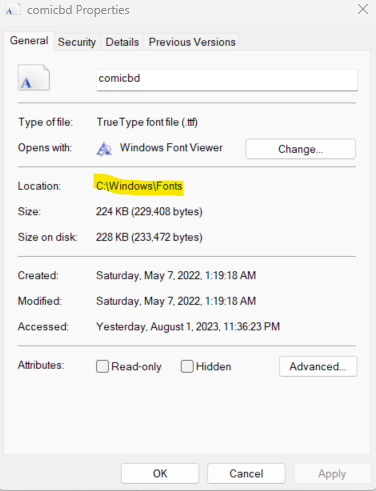 comicbd Properties
General Security Details Previous Versions
comicbd
Type of file: TrueType font file (.ttf)
Opens with: Windows Font Viewer Change...
Location: C:\Windows\Fonts
Size: 224 KB (229,408 bytes)
Size on disk: 228 KB (233,472 bytes)
Created: Saturday, May 7, 2022, 1:19:18 AM
Modified: Saturday, May 7, 2022, 1:19:18 AM
Accessed: Yesterday, August 1, 2023, 11:36:23 PM
Attributes: Read-only Hidden Advanced...
OK Cancel Apply